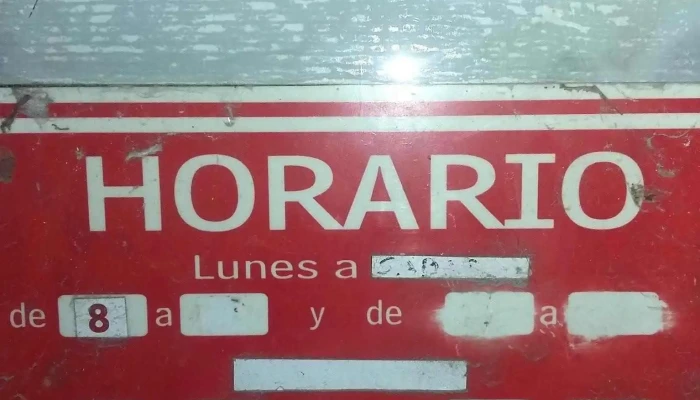 HORARIO
Lunes a
de 8 a y de a